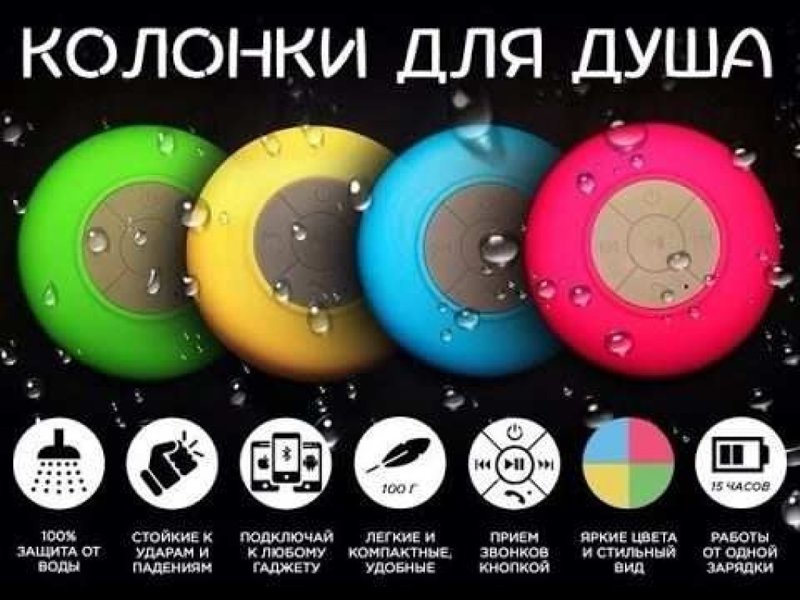 КОЛОНКИ ДЛЯ ДУША
100 Г
15 ЧАСОВ
100%
ЗАЩИТА ОТ
ВОДЫ
СТОЙКИЕ К
УДАРАМ И
ПАДЕНИЯМ
ПОДКЛЮЧАЙ
К ЛЮБОМУ
ГАДЖЕТУ
ЛЕГКИЕ И
КОМПАКТНЫЕ,
УДОБНЫЕ
ПРИЕМ
ЗВОНКОВ
КНОПКОЙ
ЯРКИЕ ЦВЕТА
И СТИЛЬНЫЙ
ВИД
РАБОТЫ
ОТ ОДНОЙ
ЗАРЯДКИ